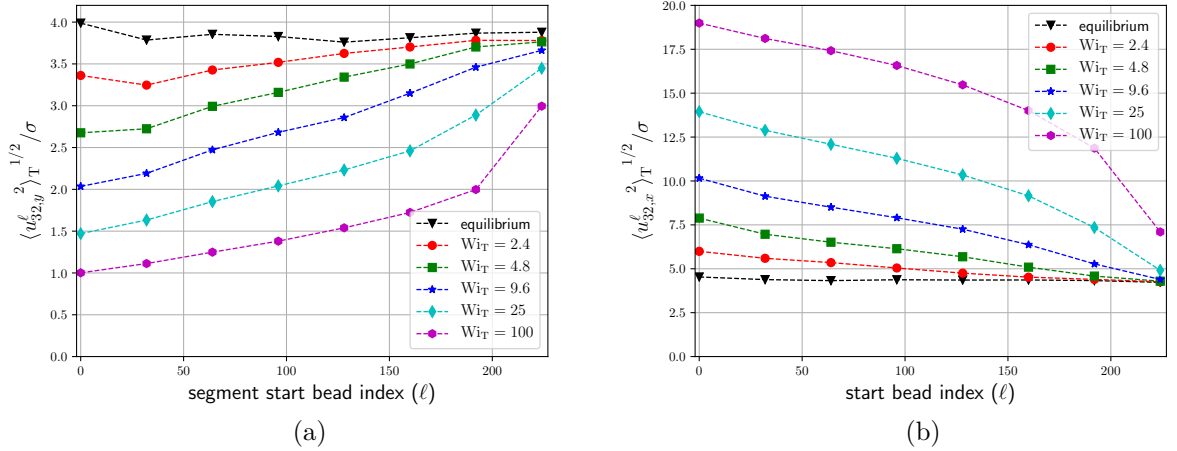 4.0
3.5
3.0
2.5
2.0
1.5
1.0
0.5
0.0
⟨u^ℓ_{32,y}^2⟩_T^{1/2}/σ
equilibrium
Wi_T = 2.4
Wi_T = 4.8
Wi_T = 9.6
Wi_T = 25
Wi_T = 100
0 50 100 150 200
segment start bead index (ℓ)
(a)
20.0
17.5
15.0
12.5
10.0
7.5
5.0
2.5
0.0
⟨u^ℓ_{32,x}^2⟩_T^{1/2}/σ
equilibrium
Wi_T = 2.4
Wi_T = 4.8
Wi_T = 9.6
Wi_T = 25
Wi_T = 100
0 50 100 150 200
start bead index (ℓ)
(b)